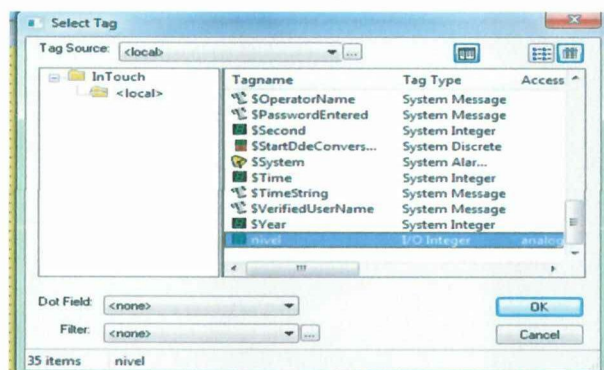 Select Tag
Tag Source: <local> ...
InTouch
<local>
Tagname Tag Type Access
$OperatorName System Message
$PasswordEntered System Message
$Second System Integer
$StartDdeConvers... System Discrete
$System System Alar...
$Time System Integer
$TimeString System Message
$VerifiedUserName System Message
$Year System Integer
nivel I/O Integer analog
Dot Field: <none> OK
Filter: <none> ... Cancel
35 items nivel